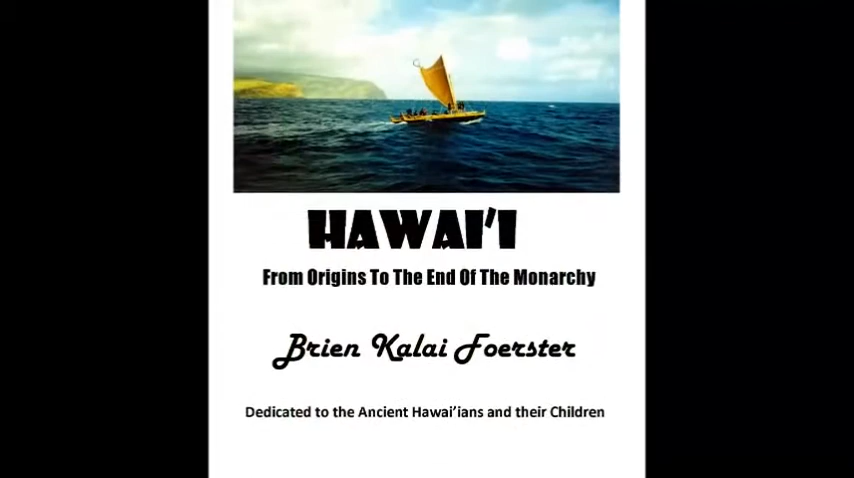 HAWAI'I
From Origins To The End Of The Monarchy
Brien Kalai Foerster
Dedicated to the Ancient Hawai’ians and their Children